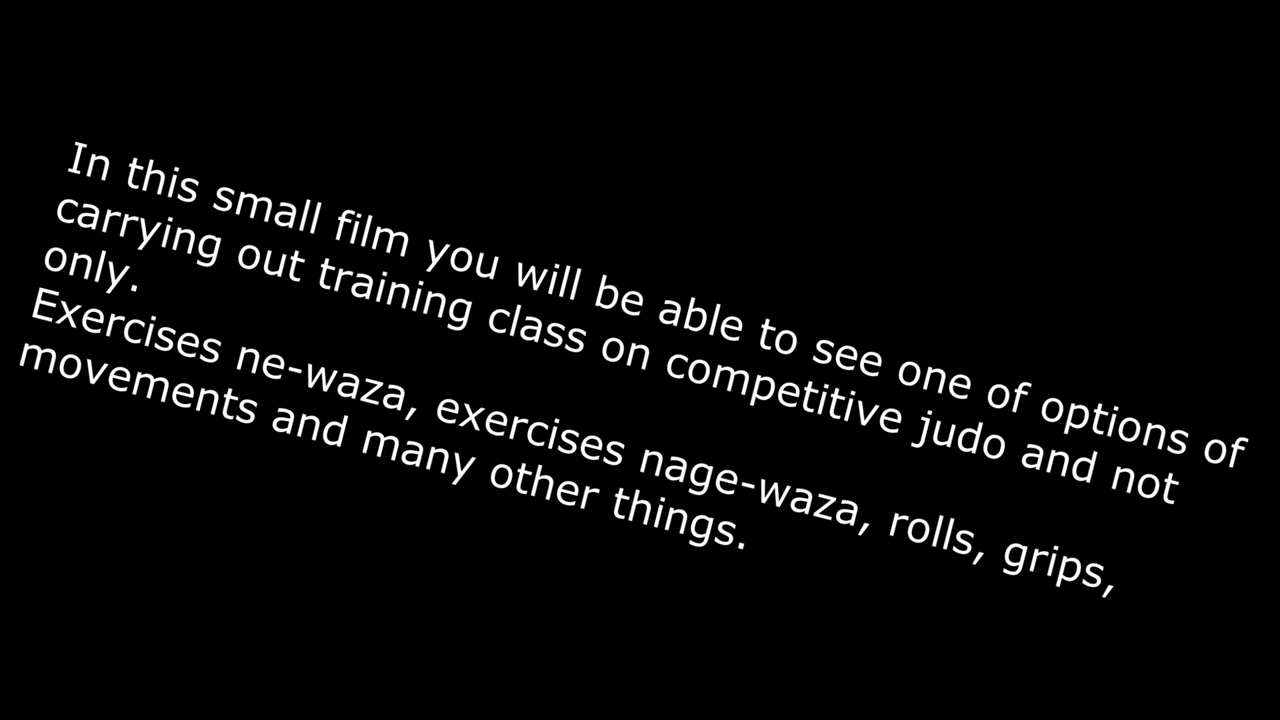 In this small film you will be able to see one of options of
carrying out training class on competitive judo and not
only.
Exercises ne-waza, exercises nage-waza, rolls, grips,
movements and many other things.